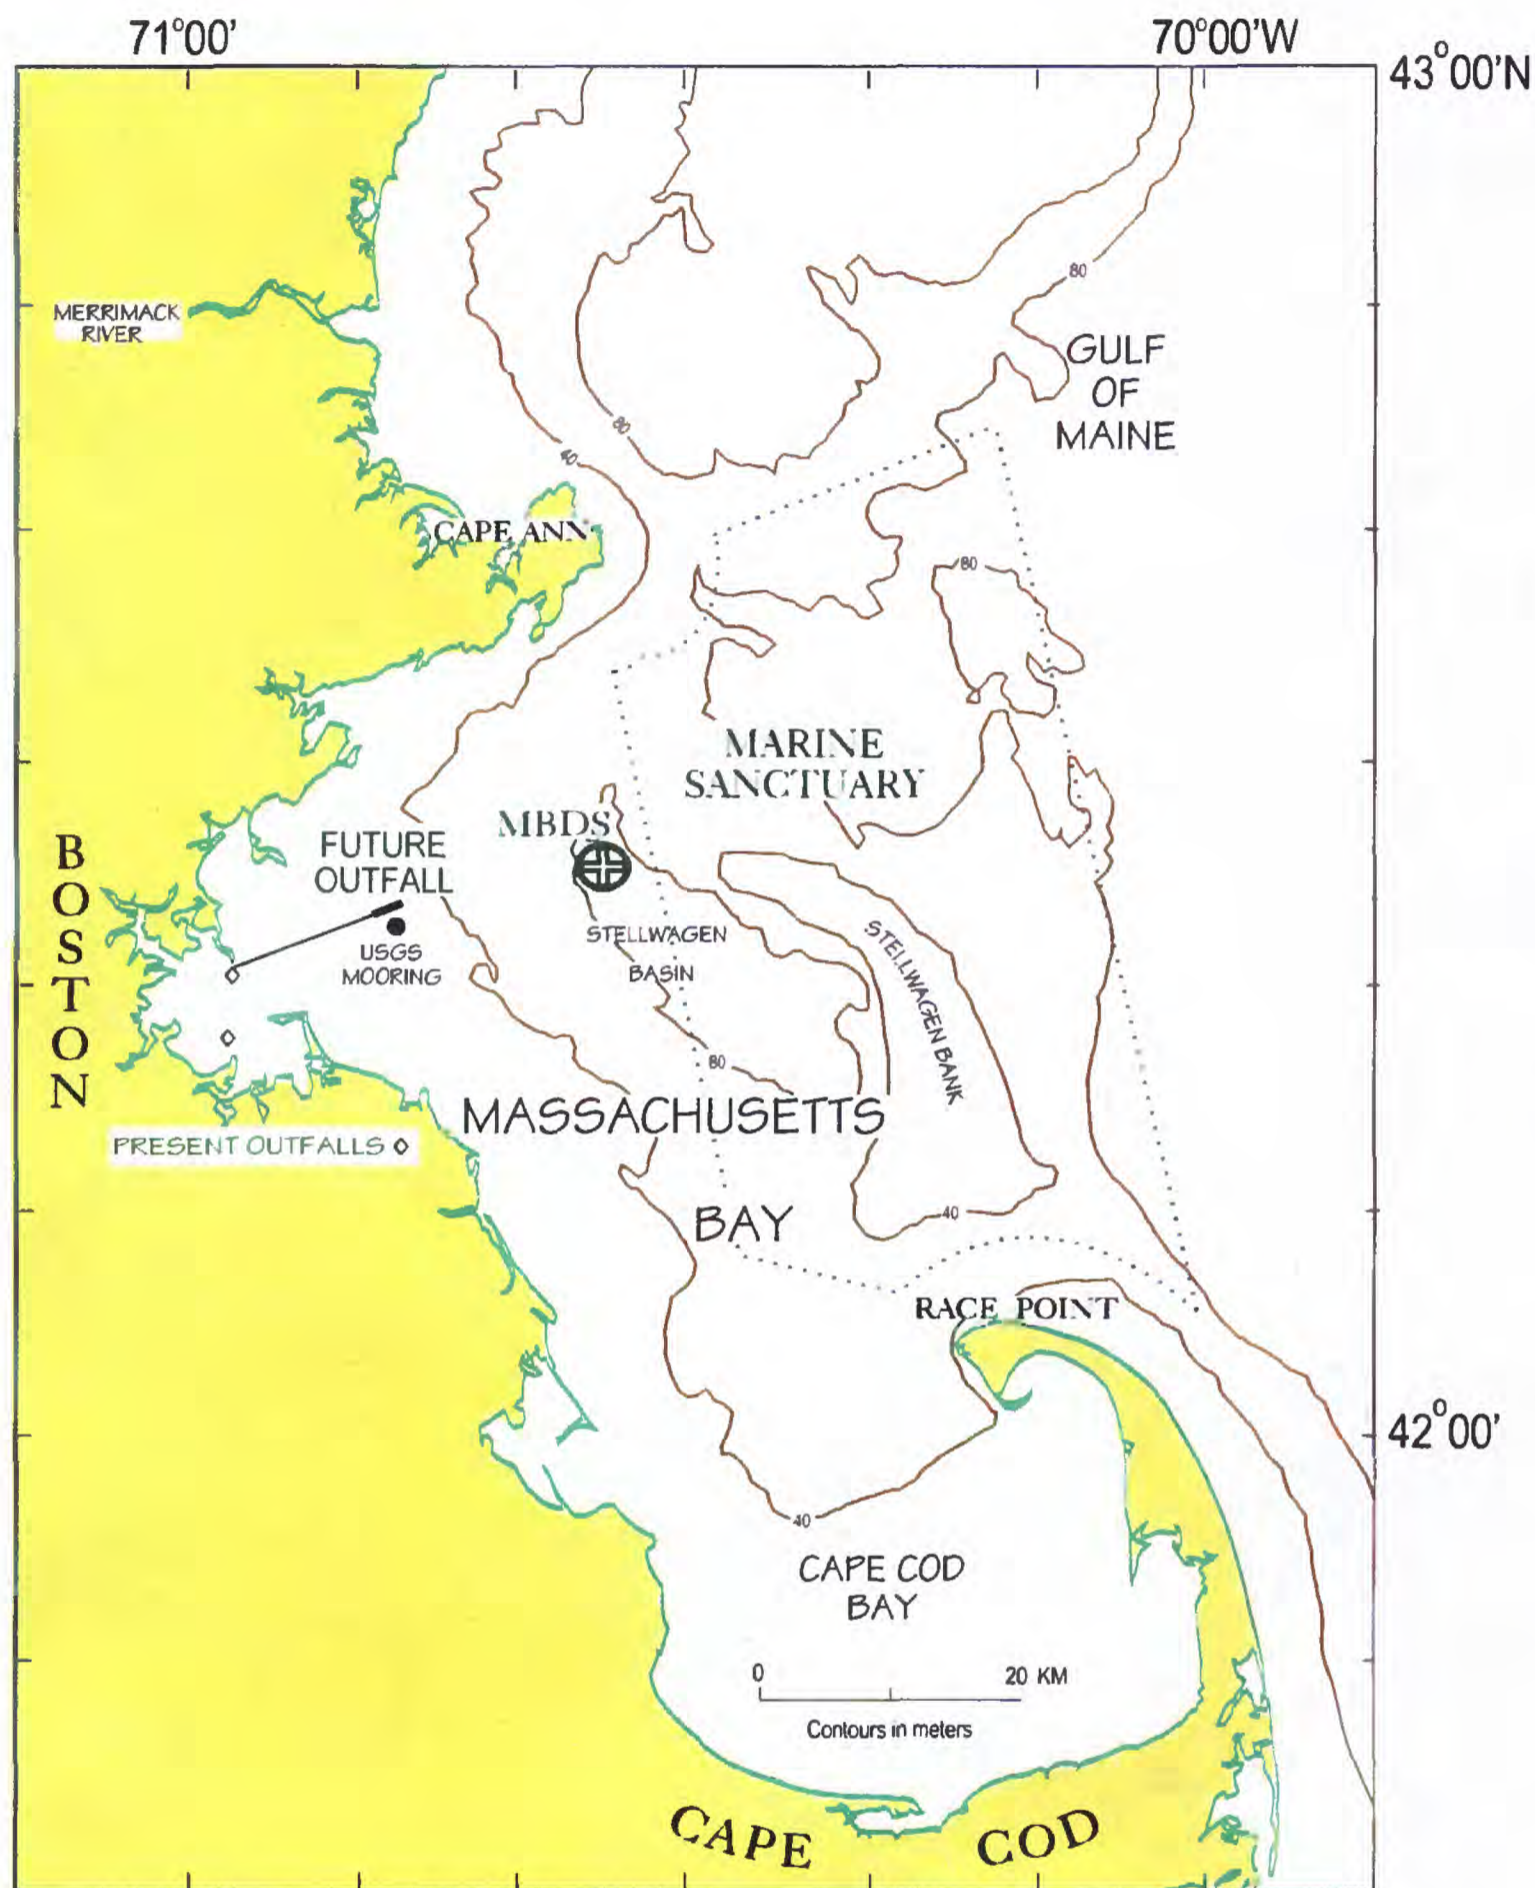 71°00'
70°00'W
43°00'N
MERRIMACK
RIVER
80
GULF
OF
MAINE
80
40
CAPE ANN
80
MARINE
SANCTUARY
MBDS
FUTURE
OUTFALL
BOSTON
USGS
MOORING
STELLWAGEN
BASIN
STELLWAGEN BANK
80
MASSACHUSETTS
PRESENT OUTFALLS
BAY
40
RACE POINT
42°00'
40
CAPE COD
BAY
0 20 KM
Contours in meters
CAPE COD